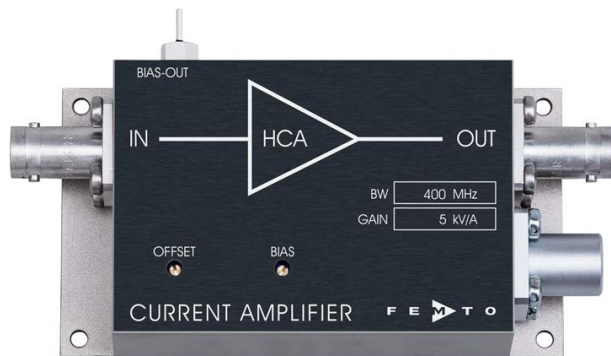 BIAS-OUT
IN HCA OUT
BW 400 MHz
GAIN 5 kV/A
OFFSET BIAS
CURRENT AMPLIFIER FEMTO